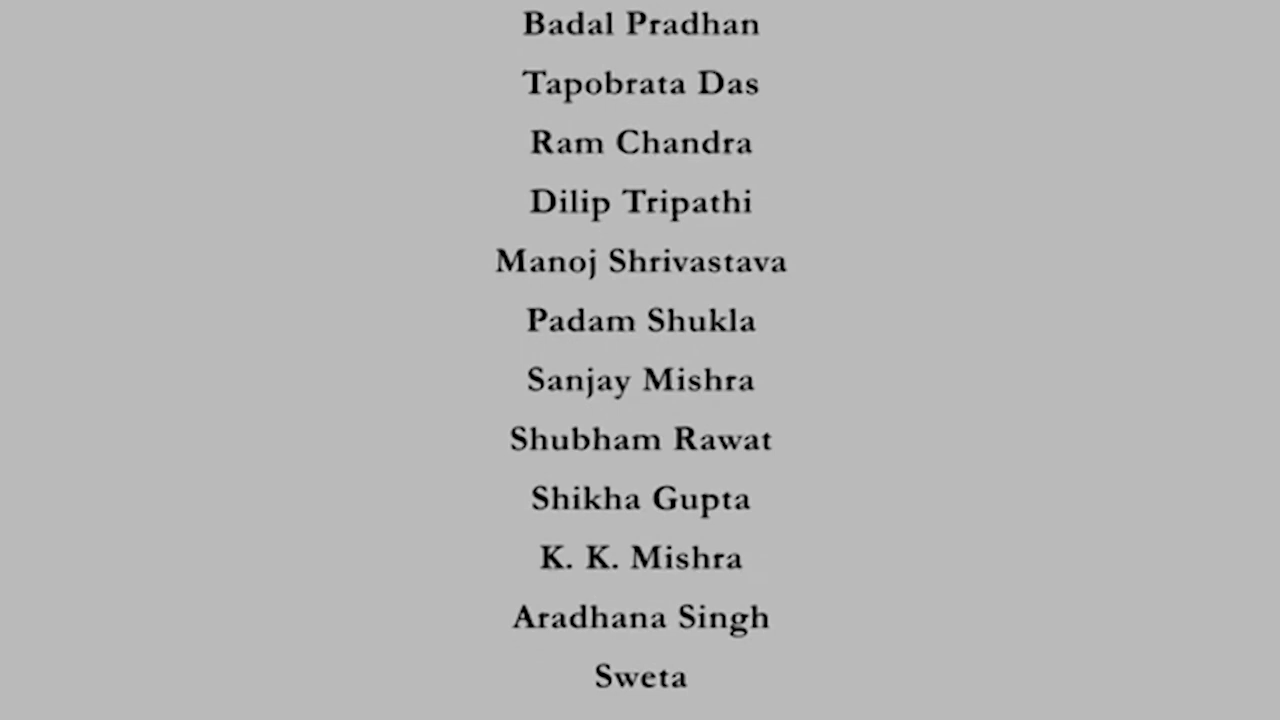 Badal Pradhan
Tapobrata Das
Ram Chandra
Dilip Tripathi
Manoj Shrivastava
Padam Shukla
Sanjay Mishra
Shubham Rawat
Shikha Gupta
K. K. Mishra
Aradhana Singh
Sweta